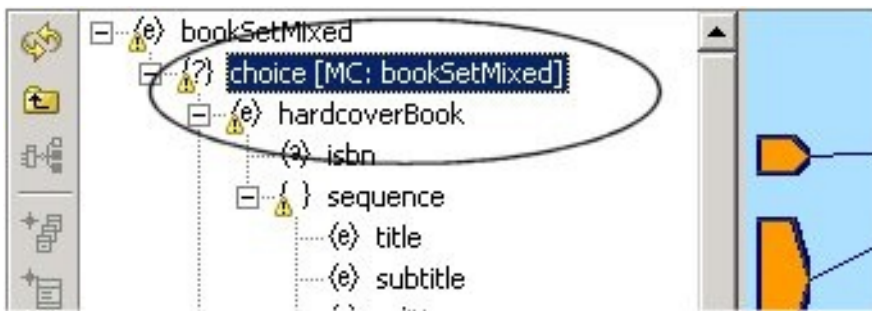 (e) bookSetMixed
{?} choice [MC: bookSetMixed]
(e) hardcoverBook
(a) isbn
{ } sequence
(e) title
(e) subtitle